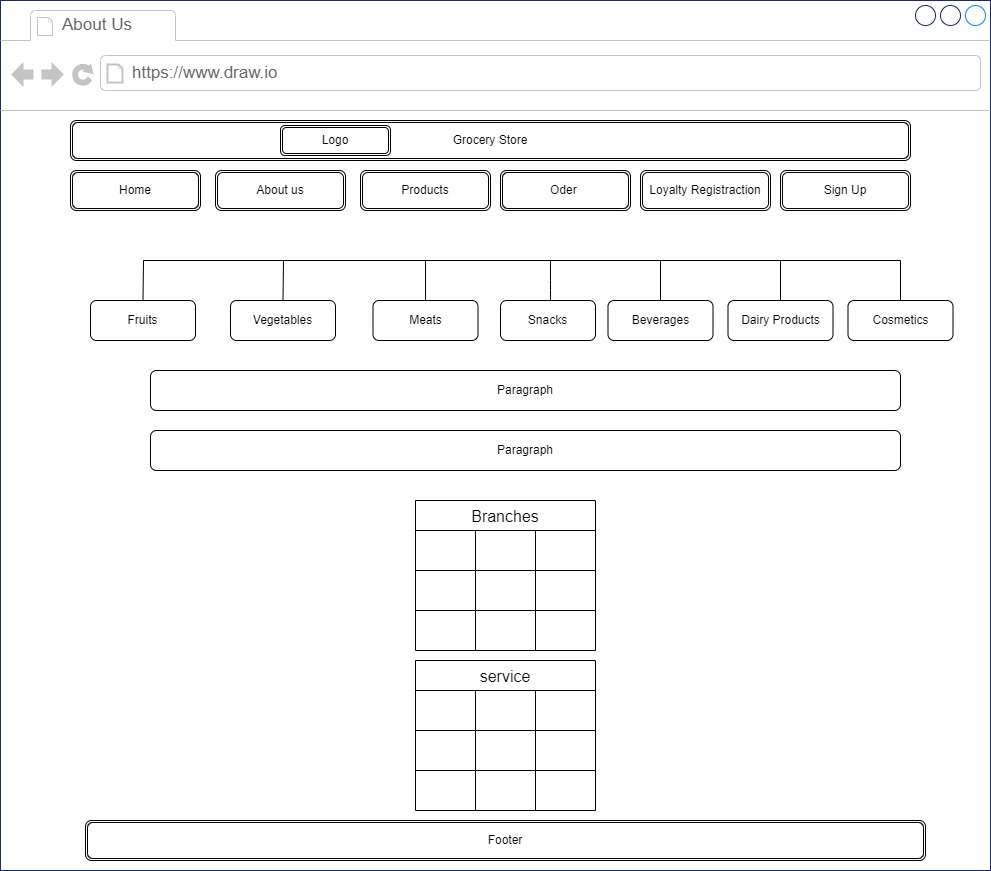 About Us
https://www.draw.io
Logo Grocery Store
Home About us Products Oder Loyalty Registraction Sign Up
Fruits Vegetables Meats Snacks Beverages Dairy Products Cosmetics
Paragraph
Paragraph
Branches
service
Footer